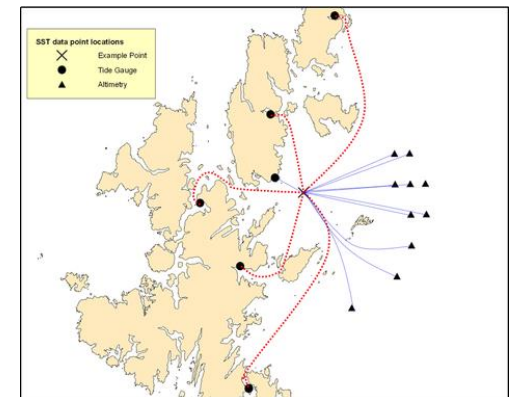 SST data point locations
Example Point
Tide Gauge
Altimetry